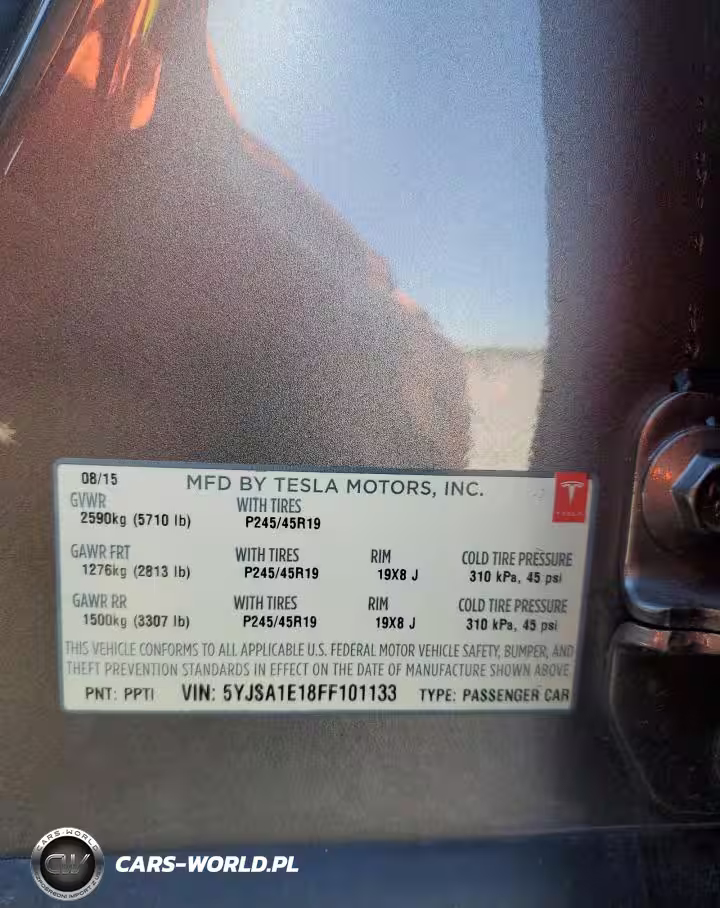 08/15 MFD BY TESLA MOTORS, INC.
GVWR WITH TIRES
2590kg (5710 lb) P245/45R19
TESLA
GAWR FRT WITH TIRES RIM COLD TIRE PRESSURE
1276kg (2813 lb) P245/45R19 19X8 J 310 kPa, 45 psi
GAWR RR WITH TIRES RIM COLD TIRE PRESSURE
1500kg (3307 lb) P245/45R19 19X8 J 310 kPa, 45 psi
THIS VEHICLE CONFORMS TO ALL APPLICABLE U.S. FEDERAL MOTOR VEHICLE SAFETY, BUMPER, AND
THEFT PREVENTION STANDARDS IN EFFECT ON THE DATE OF MANUFACTURE SHOWN ABOVE
PNT: PPTI VIN: 5YJSA1E18FF101133 TYPE: PASSENGER CAR
CARS-WORLD
CW
CARS-WORLD.PL